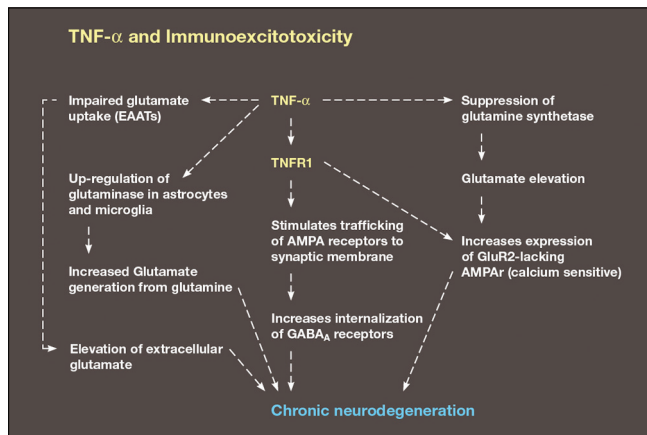 TNF-α and Immunoexcitotoxicity
Impaired glutamate
uptake (EAATs)
TNF-α
Suppression of
glutamine synthetase
TNFR1
Up-regulation of
glutaminase in astrocytes
and microglia
Glutamate elevation
Stimulates trafficking
of AMPA receptors to
synaptic membrane
Increases expression
of GluR2-lacking
AMPAr (calcium sensitive)
Increased Glutamate
generation from glutamine
Increases internalization
of GABAA receptors
Elevation of extracellular
glutamate
Chronic neurodegeneration